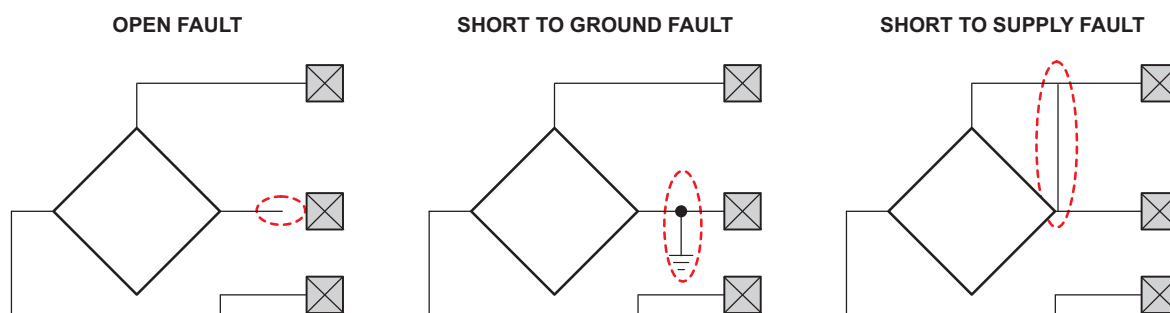 OPEN FAULT
SHORT TO GROUND FAULT
SHORT TO SUPPLY FAULT